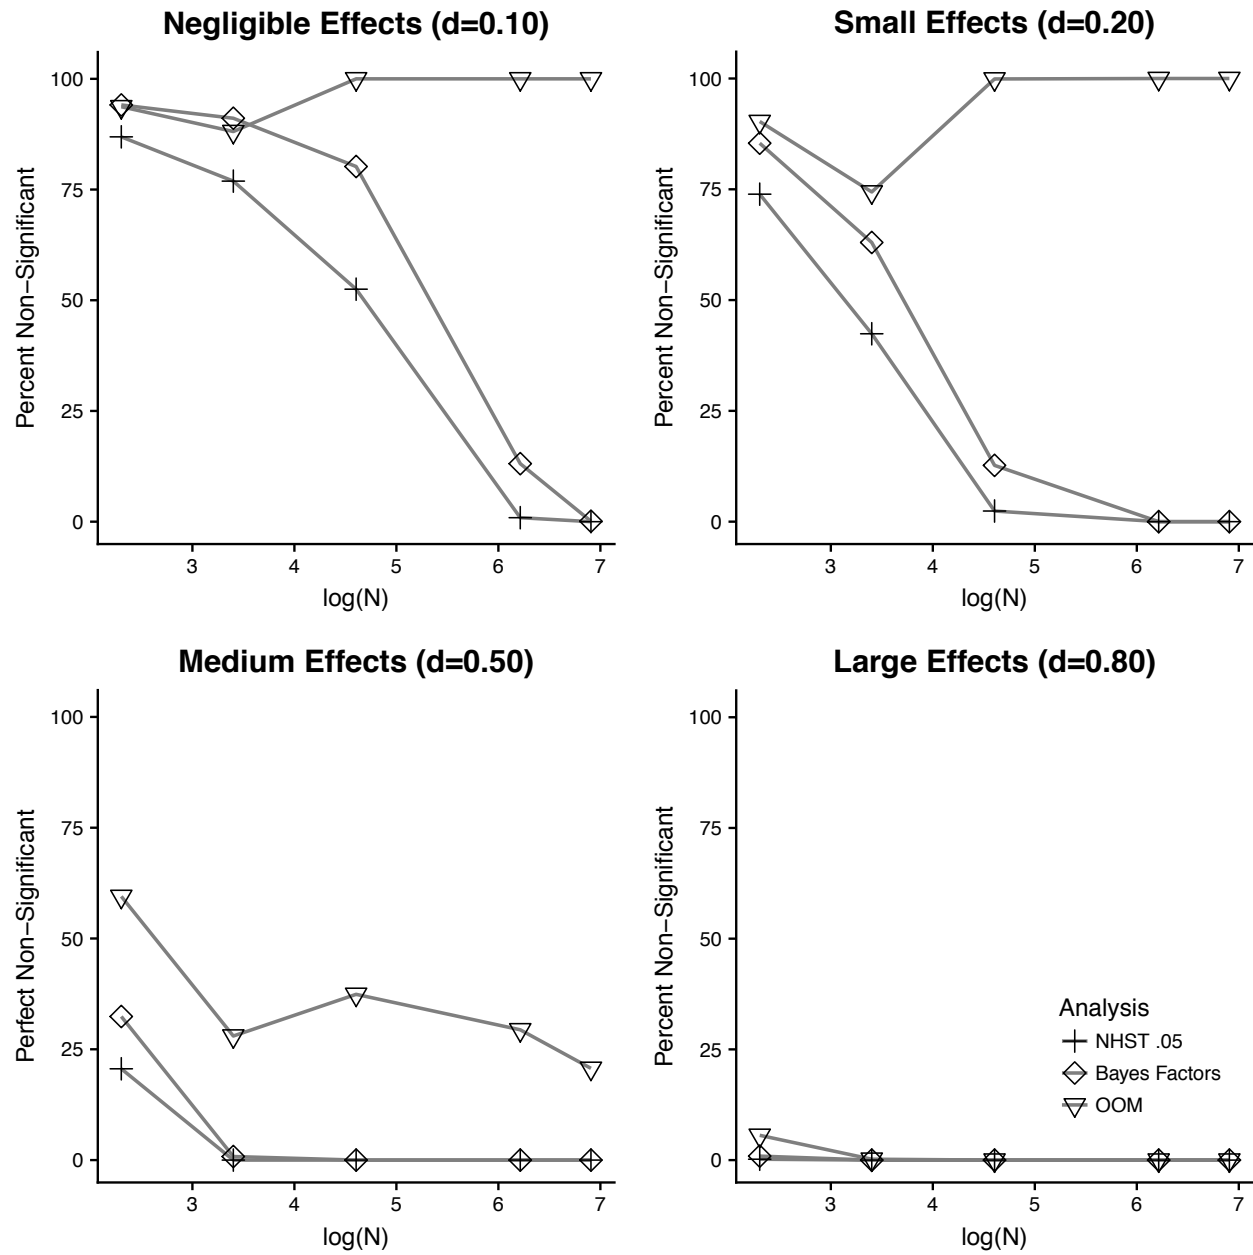 Negligible Effects (d=0.10)
Percent Non−Significant
100
75
50
25
0
3 4 5 6 7
log(N)
Small Effects (d=0.20)
Percent Non−Significant
100
75
50
25
0
3 4 5 6 7
log(N)
Medium Effects (d=0.50)
Perfect Non−Significant
100
75
50
25
0
3 4 5 6 7
log(N)
Large Effects (d=0.80)
Percent Non−Significant
100
75
50
25
0
3 4 5 6 7
log(N)
Analysis
NHST .05
Bayes Factors
OOM